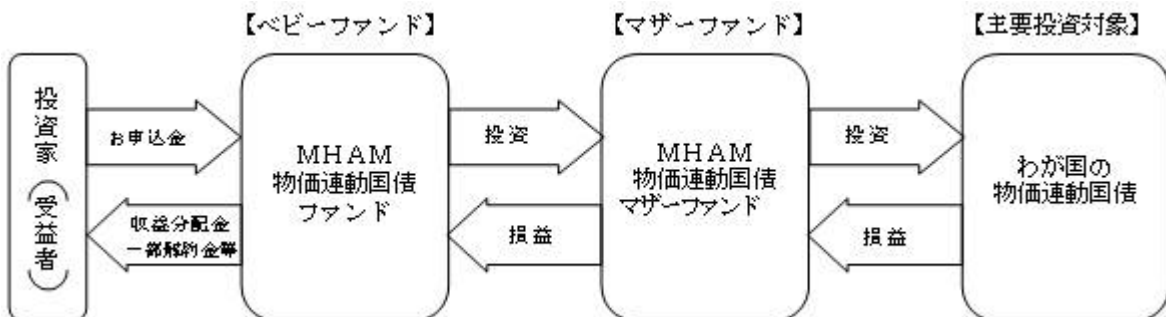 【ベビーファンド】
【マザーファンド】
【主要投資対象】
投資家(受益者)
お申込金
収益分配金
一部解約金等
MHAM
物価連動国債
ファンド
投資
損益
MHAM
物価連動国債
マザーファンド
投資
損益
わが国の
物価連動国債